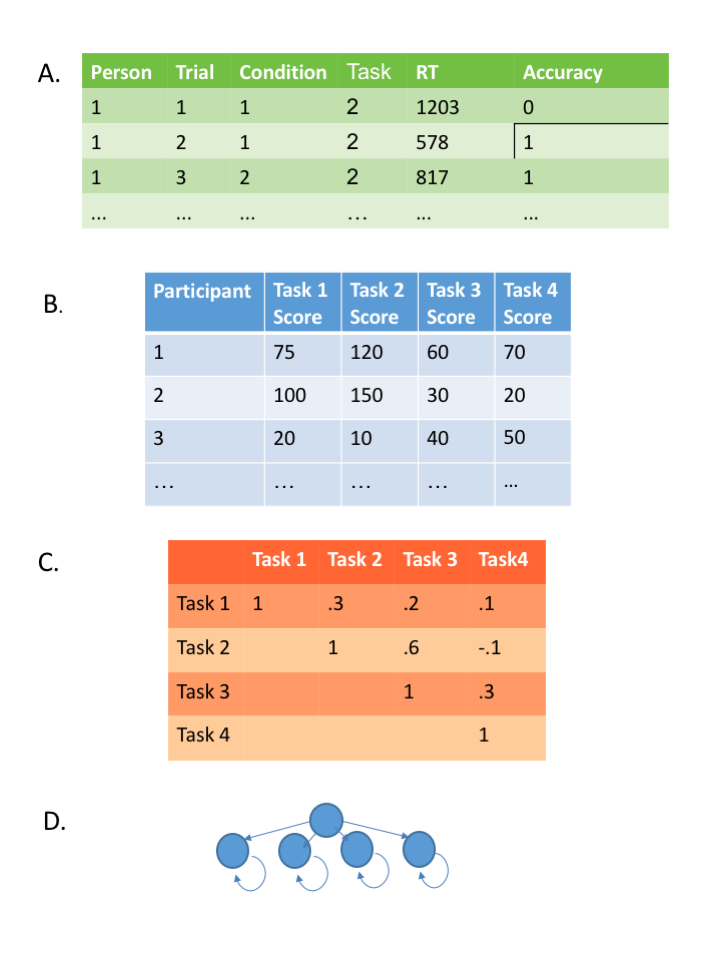 A.
Person Trial Condition Task RT Accuracy
1 1 1 2 1203 0
1 2 1 2 578 1
1 3 2 2 817 1
... ... ... ... ... ...
B.
Participant Task 1 Score Task 2 Score Task 3 Score Task 4 Score
1 75 120 60 70
2 100 150 30 20
3 20 10 40 50
... ... ... ... ...
C.
Task 1 Task 2 Task 3 Task4
Task 1 1 .3 .2 .1
Task 2 1 .6 -.1
Task 3 1 .3
Task 4 1
D.